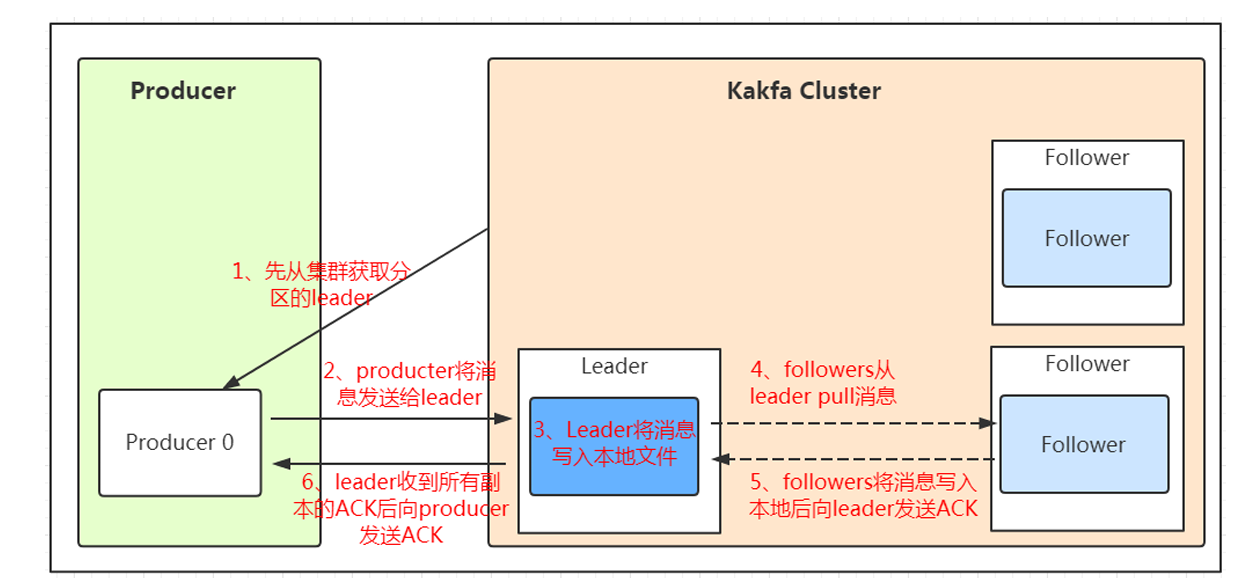 Producer
Kakfa Cluster
Follower
Follower
1、先从集群获取分
区的leader
2、producter将消
息发送给leader
Leader
4、followers从
leader pull消息
Follower
Producer 0
3、Leader将消息
写入本地文件
Follower
6、leader收到所有副
本的ACK后向producer
发送ACK
5、followers将消息写入
本地后向leader发送ACK